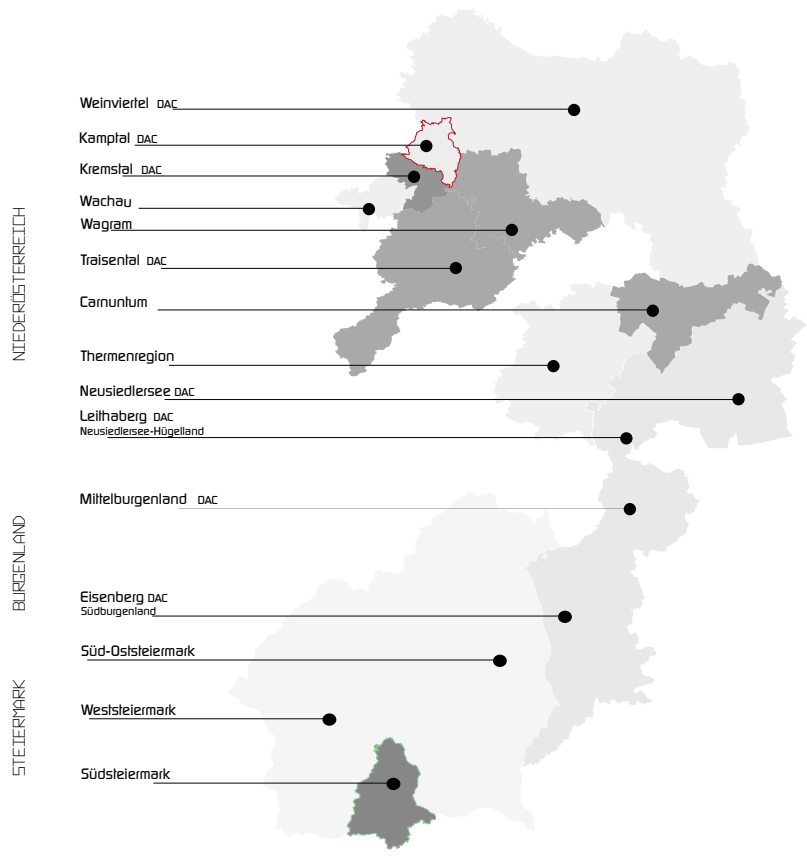 NIEDERÖSTERREICH
Weinviertel DAC
Kamptal DAC
Kremstal DAC
Wachau
Wagram
Traisental DAC
Carnuntum
Thermenregion
BURGENLAND
Neusiedlersee DAC
Leithaberg DAC
Neusiedlersee-Hügelland
Mittelburgenland DAC
Eisenberg DAC
Südburgenland
STEIERMARK
Süd-Oststeiermark
Weststeiermark
Südsteiermark